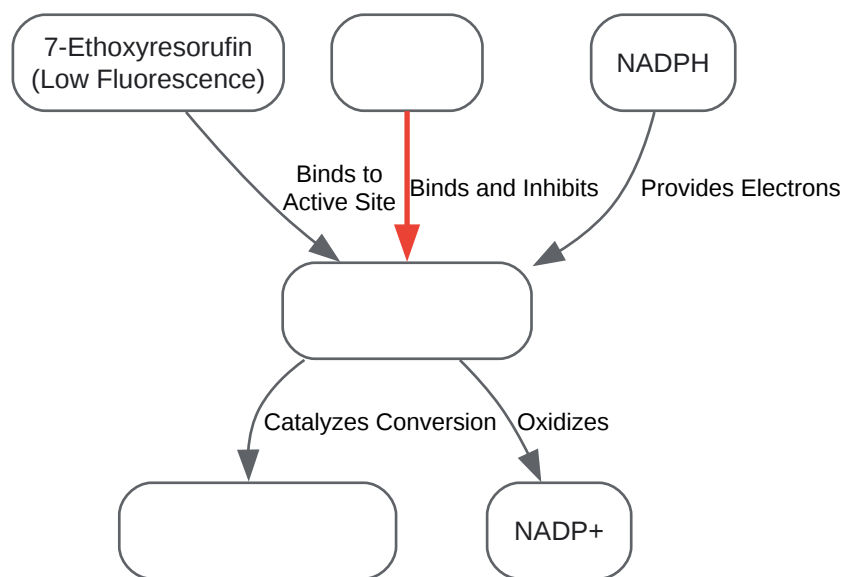 7-Ethoxyresorufin
(Low Fluorescence)
NADPH
Binds to
Active Site
Binds and Inhibits
Provides Electrons
Catalyzes Conversion
Oxidizes
NADP+